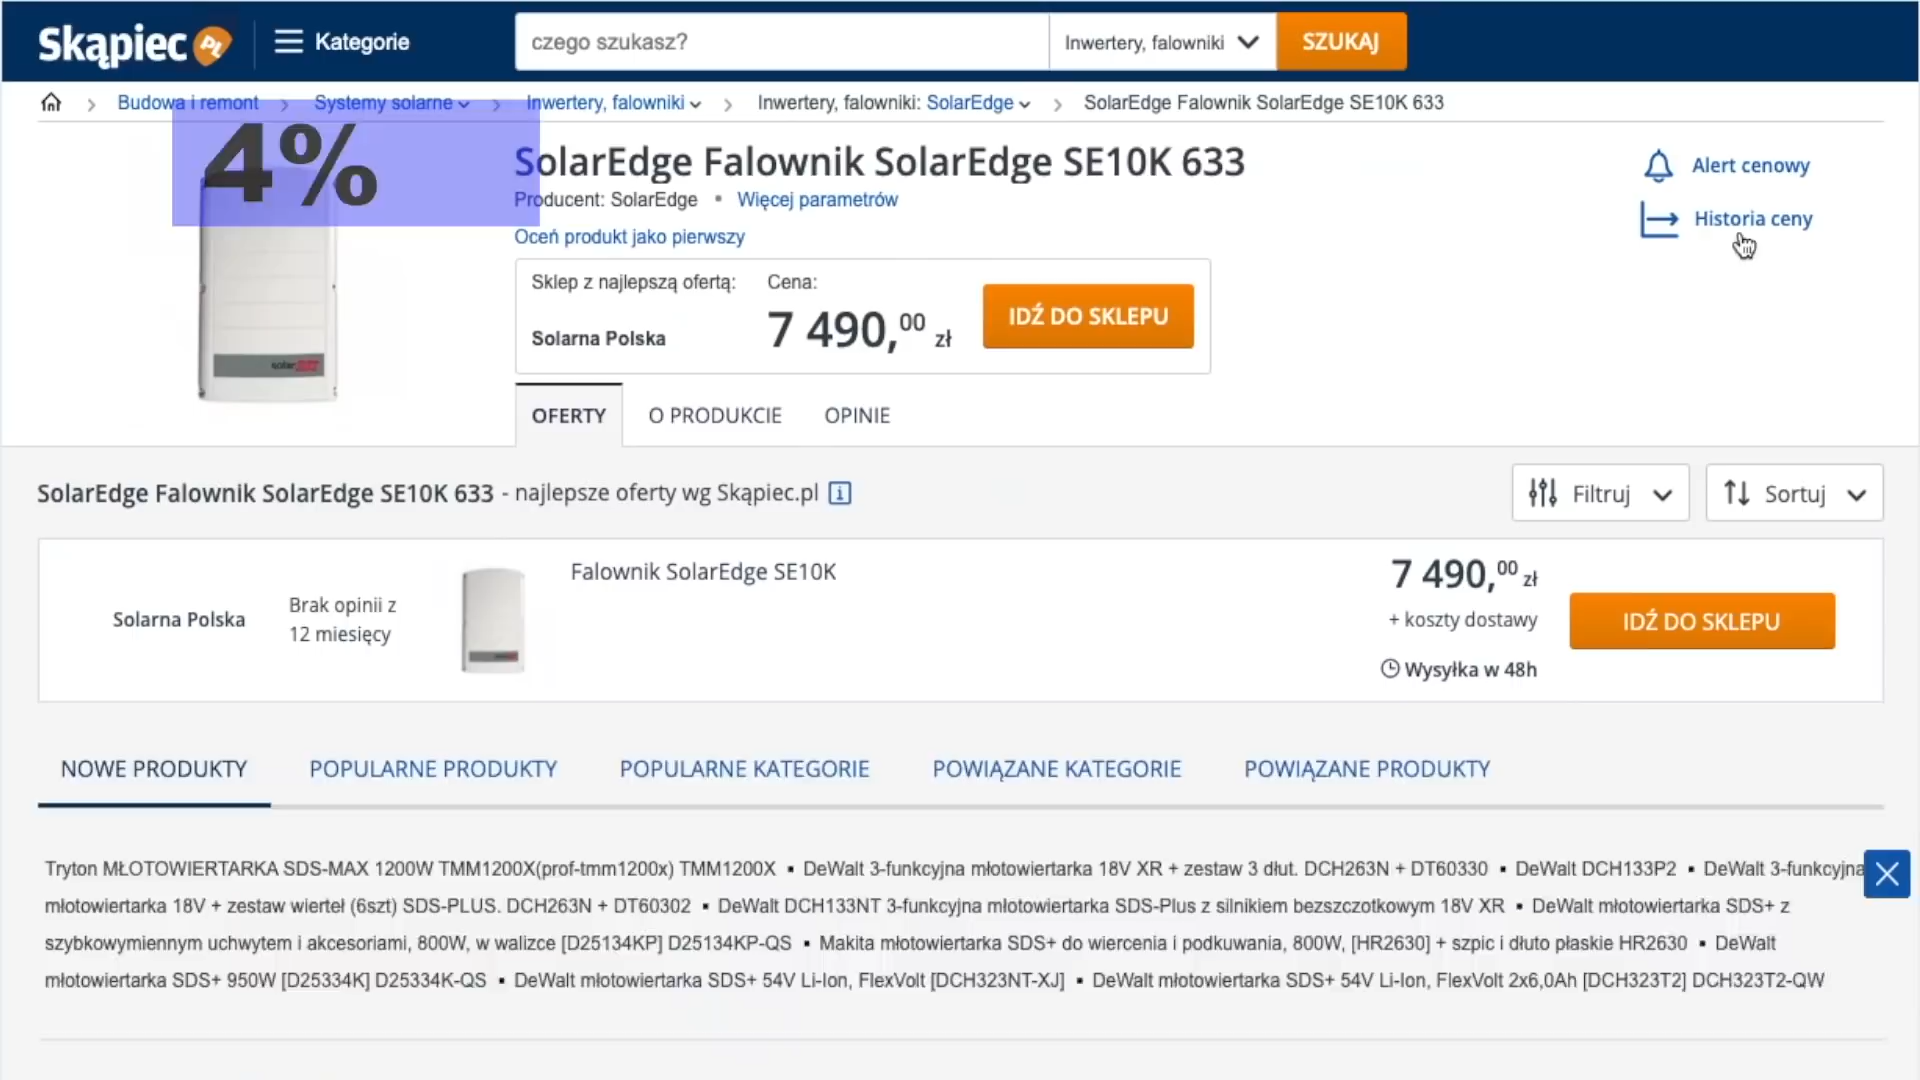 Skąpiec PL
Kategorie
czego szukasz?
Inwertery, falowniki
SZUKAJ
Budowa i remont
Systemy solarne
Inwertery, falowniki
Inwertery, falowniki: SolarEdge
SolarEdge Falownik SolarEdge SE10K 633
4%
SolarEdge Falownik SolarEdge SE10K 633
Producent: SolarEdge • Więcej parametrów
Oceń produkt jako pierwszy
Alert cenowy
Historia ceny
Sklep z najlepszą ofertą:
Cena:
Solarna Polska
7 490,00 zł
IDŹ DO SKLEPU
solar
OFERTY
O PRODUKCIE
OPINIE
SolarEdge Falownik SolarEdge SE10K 633 - najlepsze oferty wg Skąpiec.pl i
Filtruj
Sortuj
Solarna Polska
Brak opinii z
12 miesięcy
Falownik SolarEdge SE10K
7 490,00 zł
+ koszty dostawy
Wysyłka w 48h
IDŹ DO SKLEPU
NOWE PRODUKTY
POPULARNE PRODUKTY
POPULARNE KATEGORIE
POWIĄZANE KATEGORIE
POWIĄZANE PRODUKTY
Tryton MŁOTOWIERTARKA SDS-MAX 1200W TMM1200X(prof-tmm1200x) TMM1200X ▪ DeWalt 3-funkcyjna młotowiertarka 18V XR + zestaw 3 dłut. DCH263N + DT60330 ▪ DeWalt DCH133P2 ▪ DeWalt 3-funkcyjna
młotowiertarka 18V + zestaw wierteł (6szt) SDS-PLUS. DCH263N + DT60302 ▪ DeWalt DCH133NT 3-funkcyjna młotowiertarka SDS-Plus z silnikiem bezszczotkowym 18V XR ▪ DeWalt młotowiertarka SDS+ z
szybkowymiennym uchwytem i akcesoriami, 800W, w walizce [D25134KP] D25134KP-QS ▪ Makita młotowiertarka SDS+ do wiercenia i podkuwania, 800W, [HR2630] + szpic i dłuto płaskie HR2630 ▪ DeWalt
młotowiertarka SDS+ 950W [D25334K] D25334K-QS ▪ DeWalt młotowiertarka SDS+ 54V Li-Ion, FlexVolt [DCH323NT-XJ] ▪ DeWalt młotowiertarka SDS+ 54V Li-Ion, FlexVolt 2x6,0Ah [DCH323T2] DCH323T2-QW